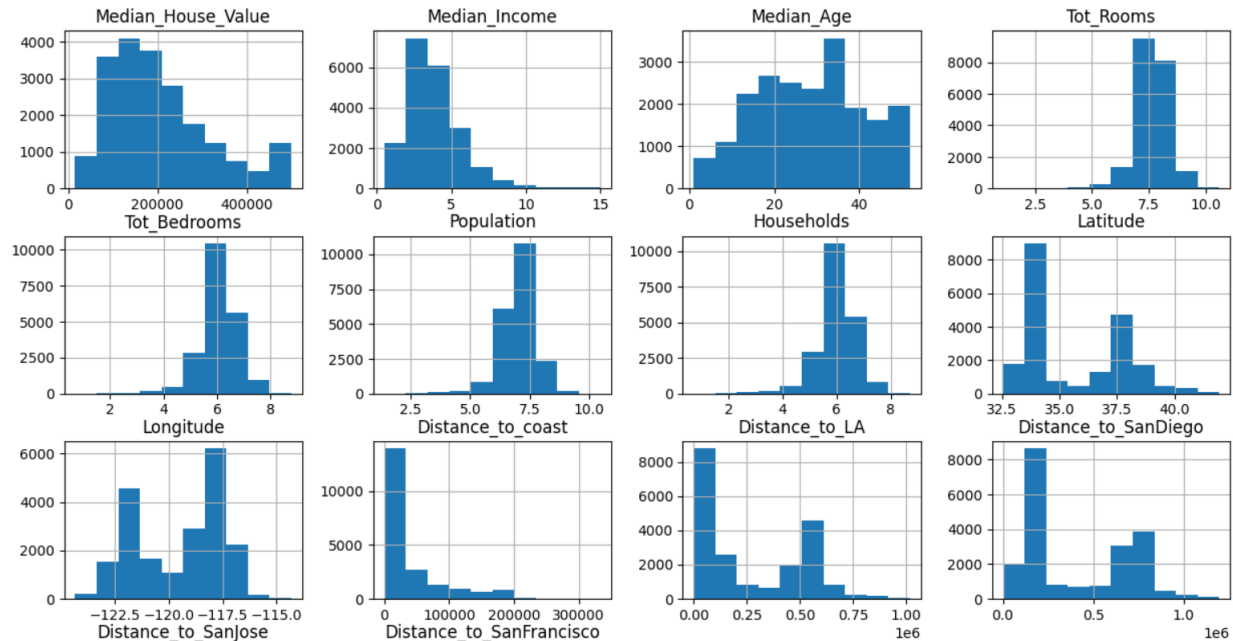 Median_House_Value Median_Income Median_Age Tot_Rooms
4000 3000 2000 1000 0
0 200000 400000
6000 4000 2000 0
0 5 10 15
3000 2000 1000 0
0 20 40
8000 6000 4000 2000 0
2.5 5.0 7.5 10.0
Tot_Bedrooms Population Households Latitude
10000 7500 5000 2500 0
2 4 6 8
10000 7500 5000 2500 0
2.5 5.0 7.5 10.0
10000 7500 5000 2500 0
2 4 6 8
8000 6000 4000 2000 0
32.5 35.0 37.5 40.0
Longitude Distance_to_coast Distance_to_LA Distance_to_SanDiego
6000 4000 2000 0
−122.5 −120.0 −117.5 −115.0
10000 5000 0
0 100000 200000 300000
8000 6000 4000 2000 0
0.00 0.25 0.50 0.75 1.00
1e6
8000 6000 4000 2000 0
0.0 0.5 1.0
1e6
Distance_to_SanJose Distance_to_SanFrancisco